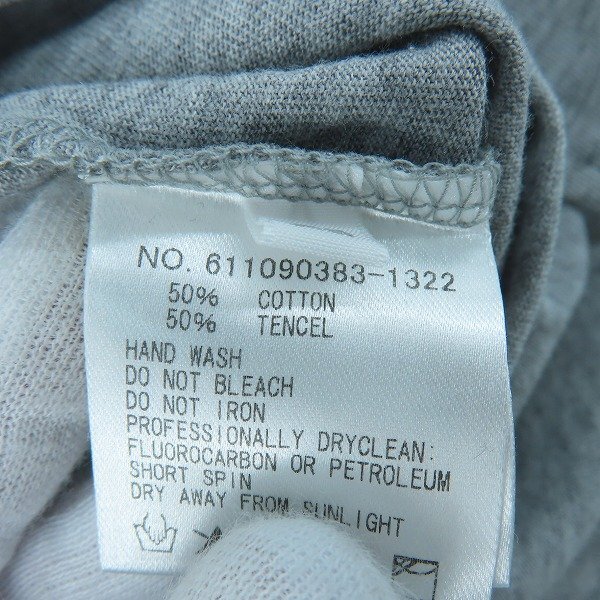 NO. 611090383-1322
50% COTTON
50% TENCEL
HAND WASH
DO NOT BLEACH
DO NOT IRON
PROFESSIONALLY DRYCLEAN:
FLUOROCARBON OR PETROLEUM
SHORT SPIN
DRY AWAY FROM SUNLIGHT